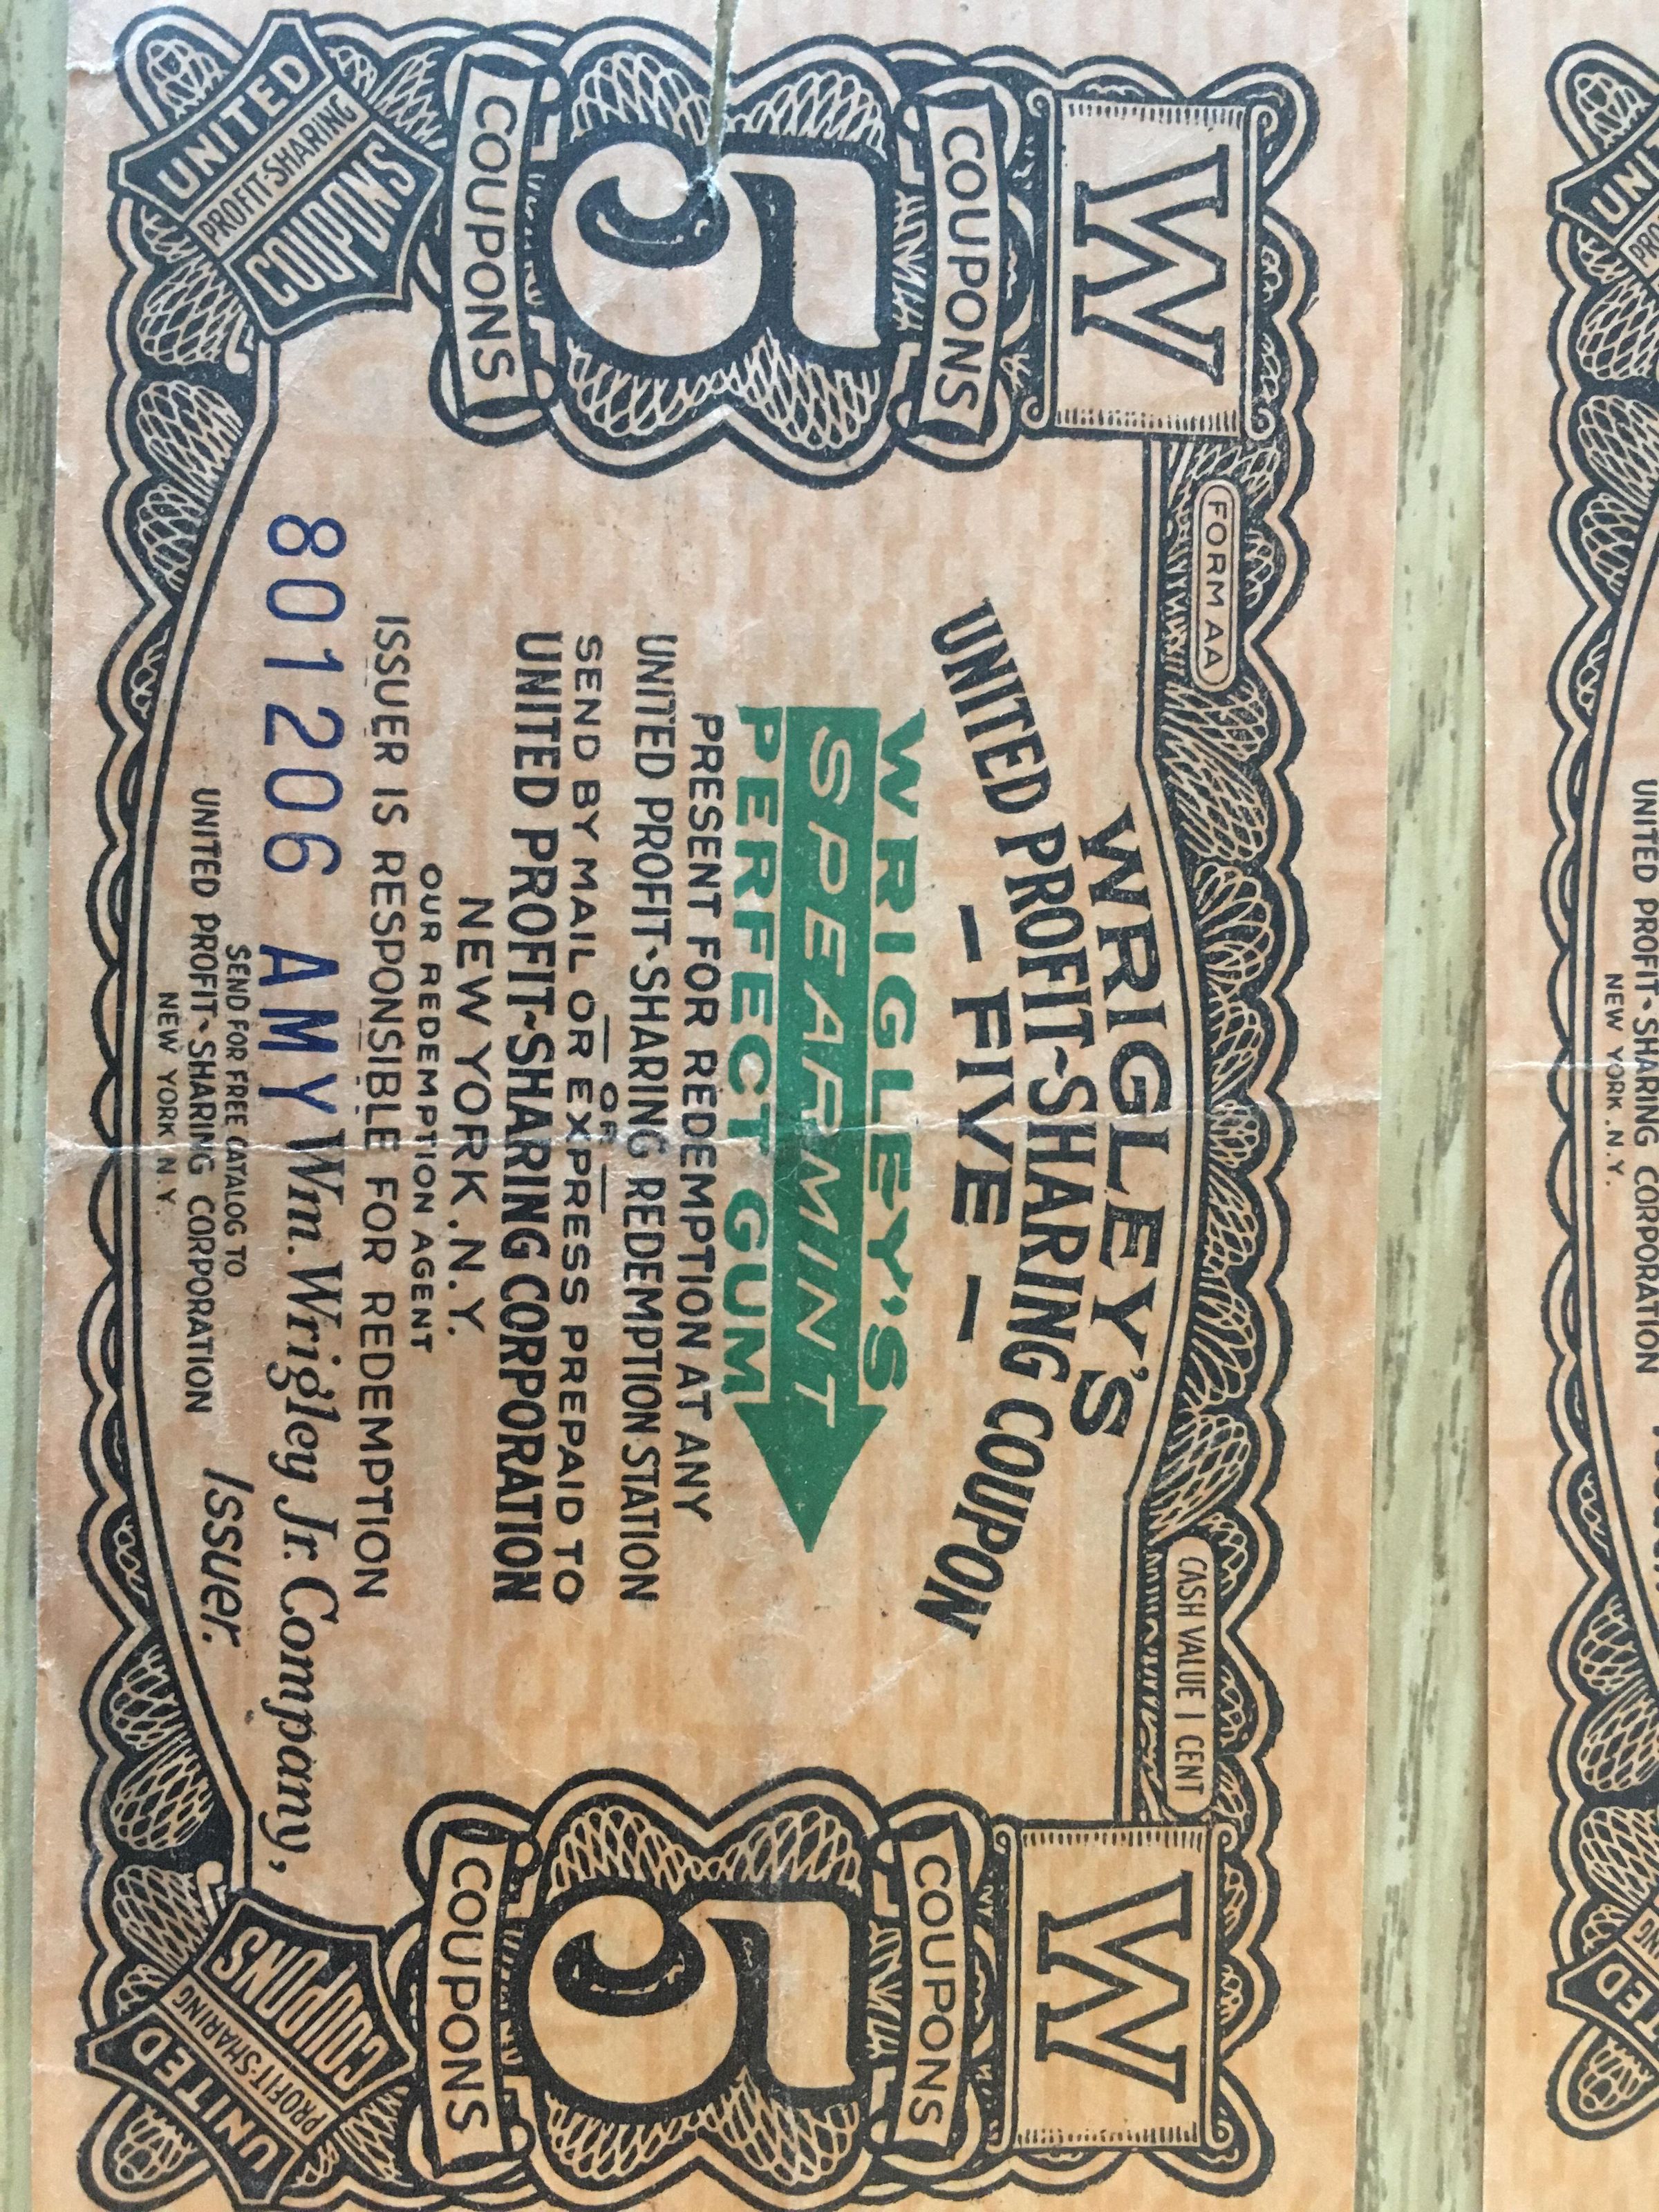 W
FORM AA
CASH VALUE 1 CENT
W
COUPONS
5
COUPONS
UNITED
PROFIT-SHARING
COUPONS
WRIGLEY'S
UNITED PROFIT-SHARING COUPON
— FIVE —
WRIGLEY'S
SPEARMINT
PERFECT GUM
PRESENT FOR REDEMPTION AT ANY
UNITED PROFIT-SHARING REDEMPTION STATION
— OR —
SEND BY MAIL OR EXPRESS PREPAID TO
UNITED PROFIT-SHARING CORPORATION
NEW YORK, N.Y.
OUR REDEMPTION AGENT
ISSUER IS RESPONSIBLE FOR REDEMPTION
801206 AMY Wm. Wrigley Jr. Company,
Issuer.
SEND FOR FREE CATALOG TO
UNITED PROFIT-SHARING CORPORATION
NEW YORK N.Y.
COUPONS
5
COUPONS
COUPONS
PROFIT-SHARING
UNITED
UNITED PROFIT-SHARING CORPORATION
NEW YORK, N.Y.